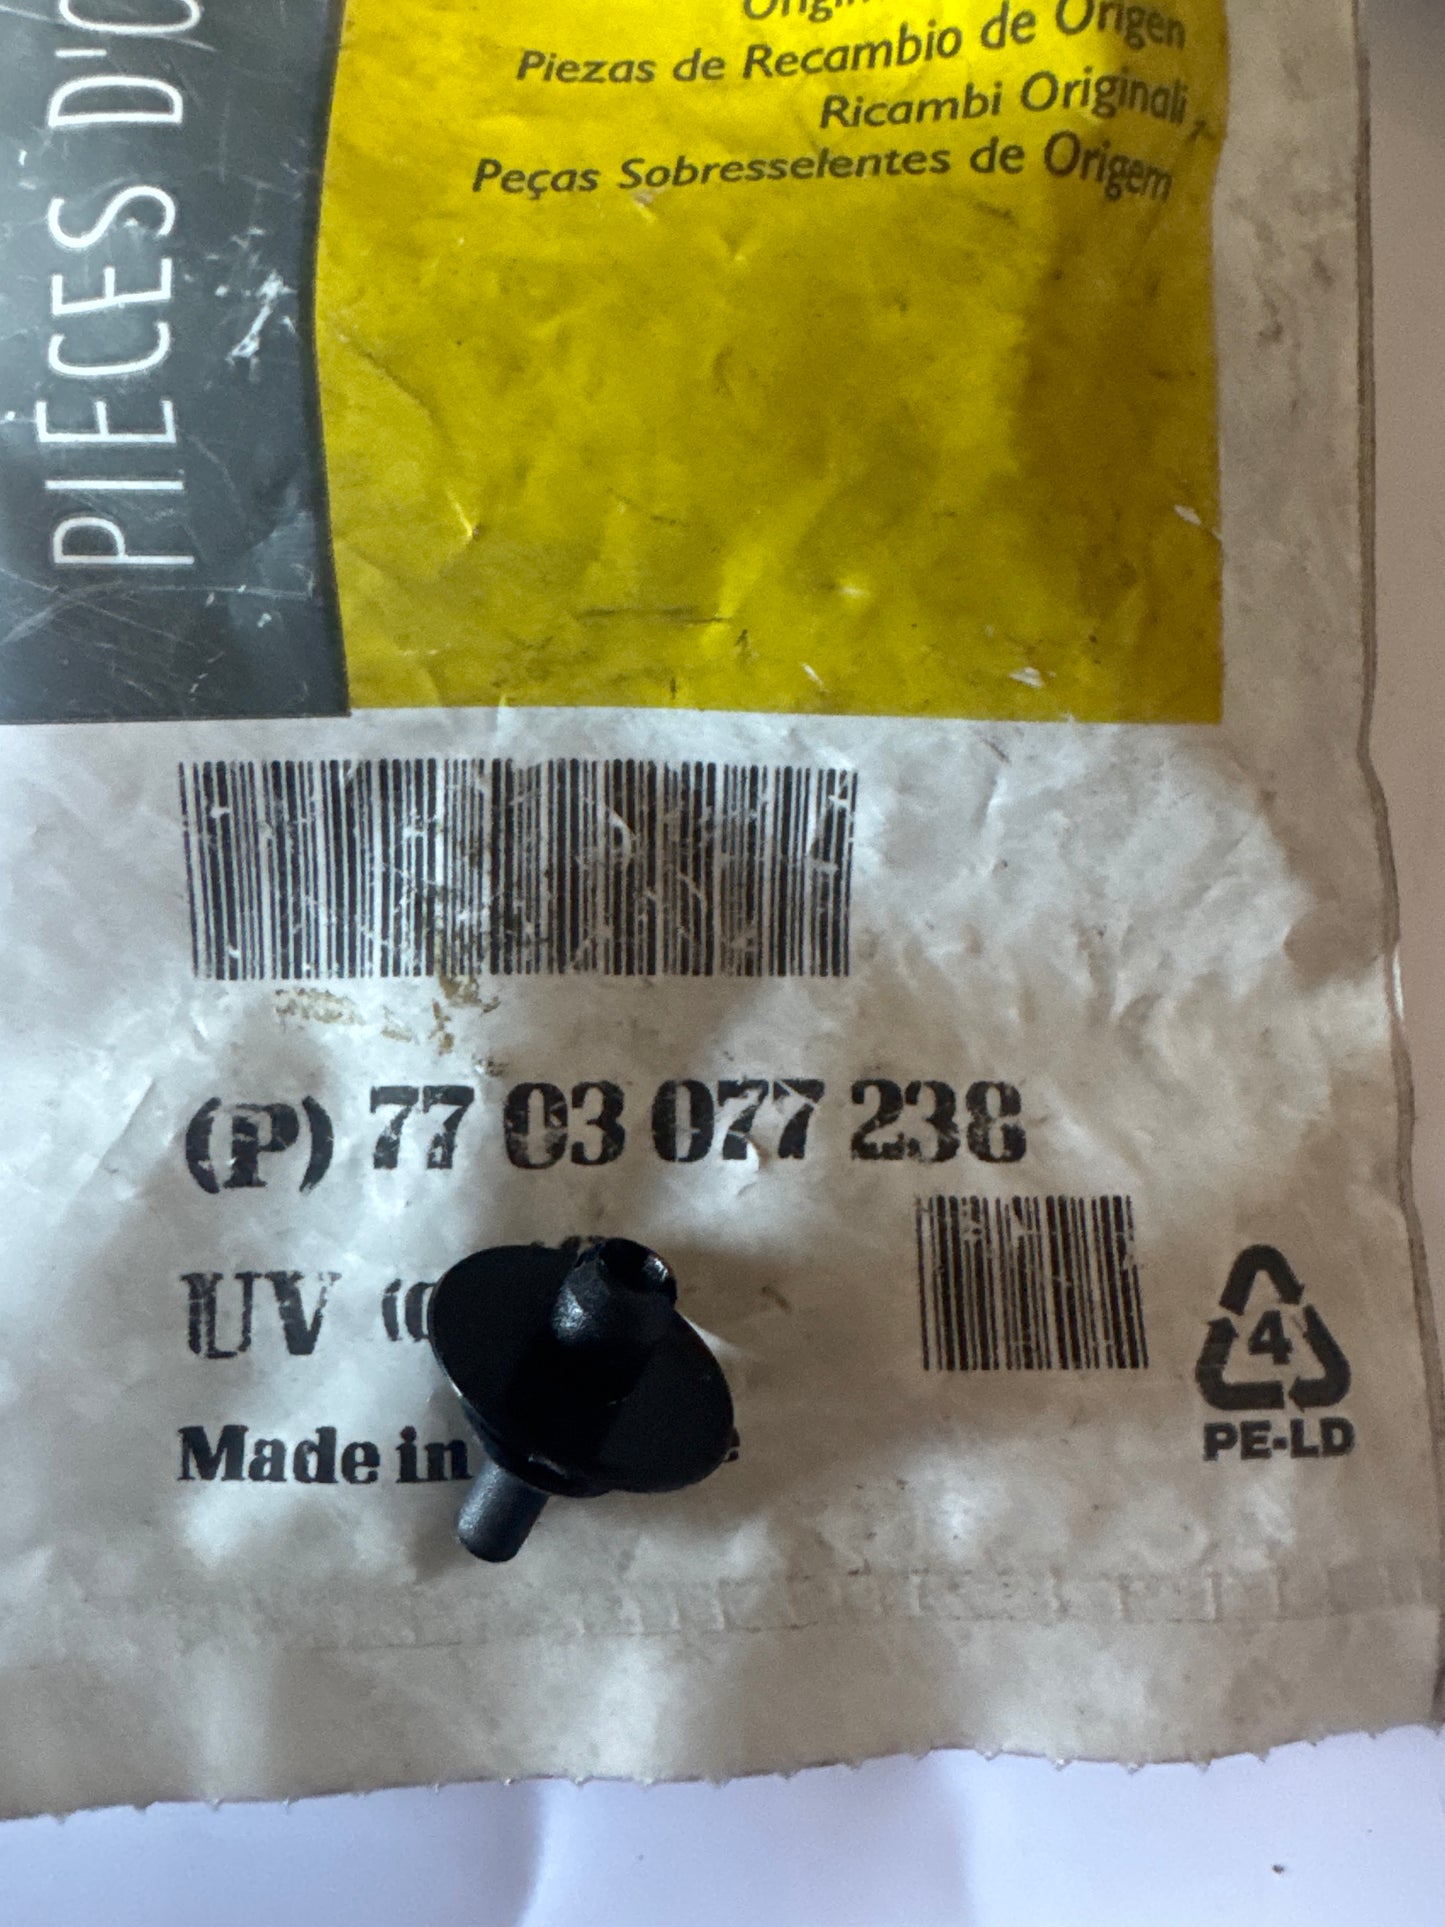 PIECES D'O
Piezas de Recambio de Origen
Ricambi Originali
Peças Sobresselentes de Origem
(P) 77 03 077 238
UV
4
Made in
PE-LD